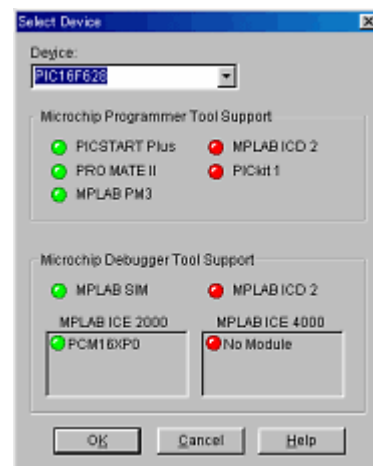 Select Device
Device:
PIC16F628
Microchip Programmer Tool Support
PICSTART Plus
MPLAB ICD 2
PRO MATE II
PICkit 1
MPLAB PM3
Microchip Debugger Tool Support
MPLAB SIM
MPLAB ICD 2
MPLAB ICE 2000
MPLAB ICE 4000
PCM16XP0
No Module
OK
Cancel
Help